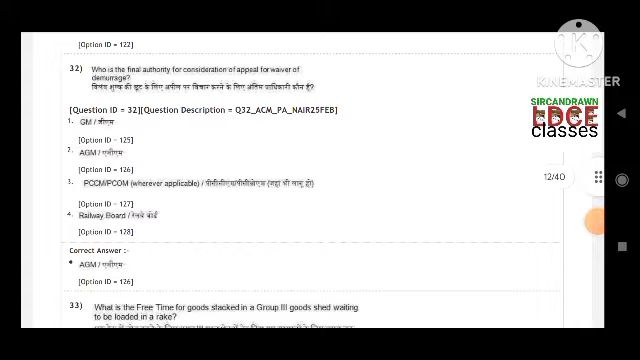 [Option ID = 122]
32)
Who is the final authority for consideration of appeal for waiver of
demurrage?
विलंब शुल्क की छूट के लिए अपील पर विचार करने के लिए अंतिम प्राधिकारी कौन है?
[Question ID = 32][Question Description = Q32_ACM_PA_NAIR25FEB]
1. GM / जीएम
[Option ID = 125]
2. AGM / एजीएम
[Option ID = 126]
3. PCCM/PCOM (wherever applicable) / पीसीसीएम/पीसीओएम (जहां भी लागू हो)
[Option ID = 127]
4. Railway Board / रेलवे बोर्ड
[Option ID = 128]
Correct Answer :-
• AGM / एजीएम
[Option ID = 126]
33)
What is the Free Time for goods stacked in a Group III goods shed waiting
to be loaded in a rake?
K
KINEMASTER
SIRCANDRAWN
LDCE
classes
12/40